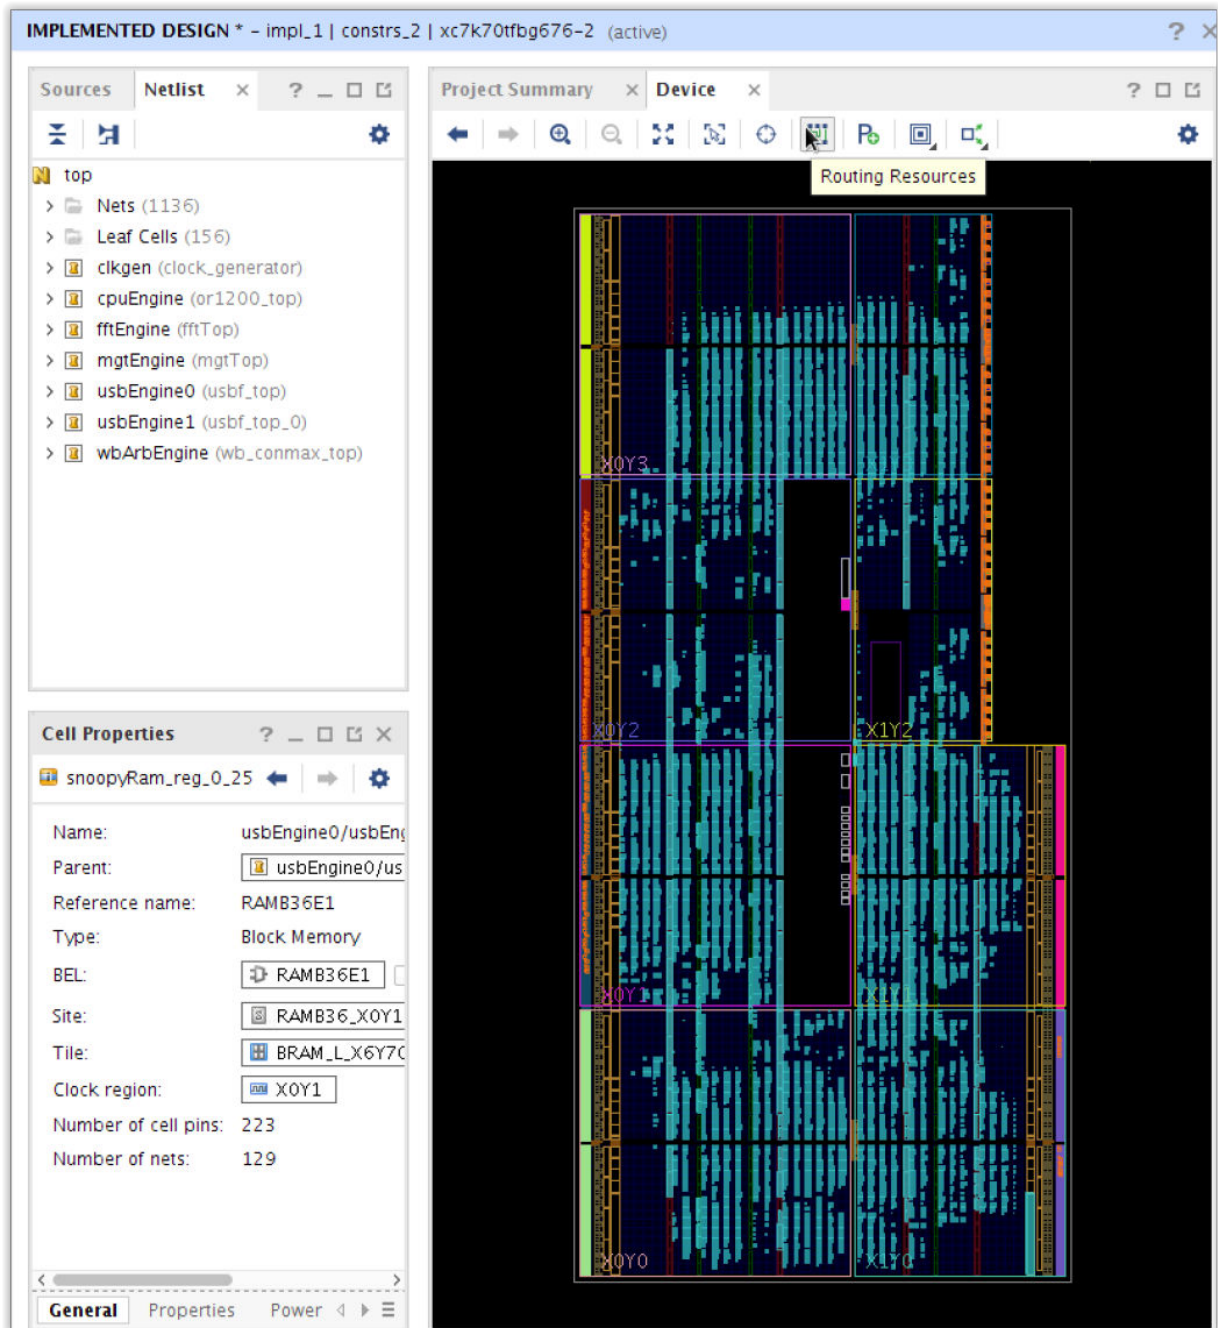 IMPLEMENTED DESIGN * - impl_1 | constrs_2 | xc7k70tfbg676-2 (active)
Sources Netlist
Project Summary Device
Routing Resources
top
Nets (1136)
Leaf Cells (156)
clkgen (clock_generator)
cpuEngine (or1200_top)
fftEngine (fftTop)
mgtEngine (mgtTop)
usbEngine0 (usbf_top)
usbEngine1 (usbf_top_0)
wbArbEngine (wb_conmax_top)
X0Y3
X0Y2
X1Y2
X0Y1
X1Y1
X0Y0
X1Y0
Cell Properties
snoopyRam_reg_0_25
Name: usbEngine0/usbEng
Parent: usbEngine0/us
Reference name: RAMB36E1
Type: Block Memory
BEL: RAMB36E1
Site: RAMB36_X0Y1
Tile: BRAM_L_X6Y70
Clock region: X0Y1
Number of cell pins: 223
Number of nets: 129
General Properties Power